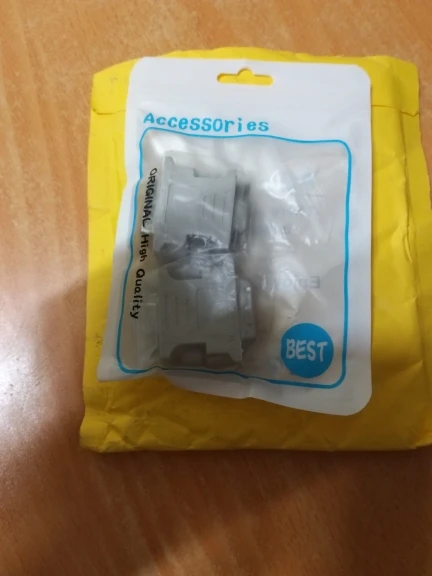 Accessories
ORIGINAL High Quality
BEST